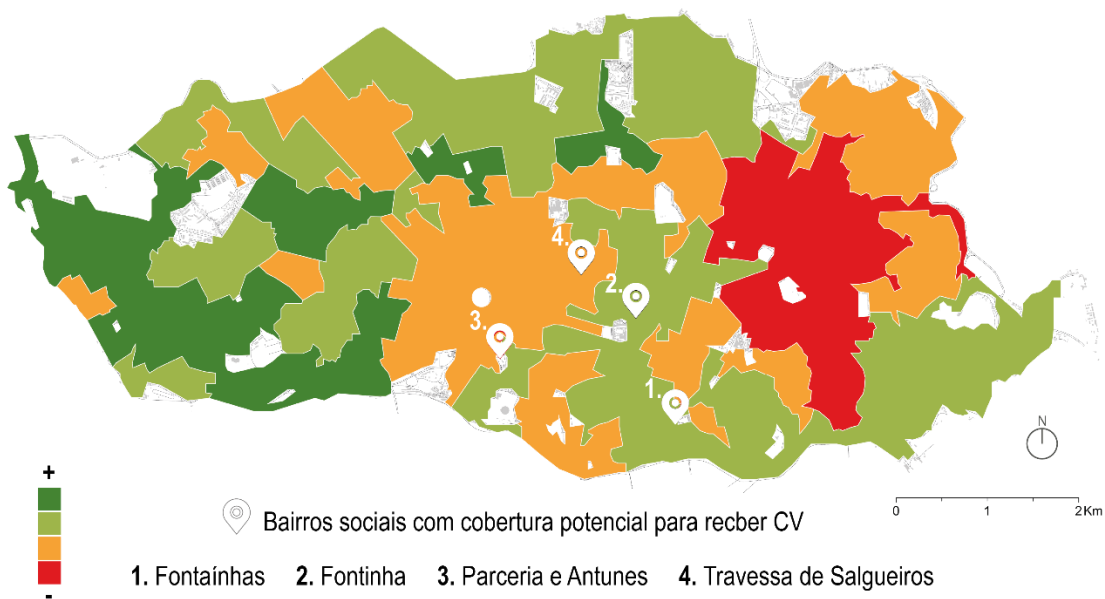 4.
2.
3.
1.
N
+
-
0 1 2Km
Bairros sociais com cobertura potencial para recber CV
1. Fontaínhas 2. Fontinha 3. Parceria e Antunes 4. Travessa de Salgueiros